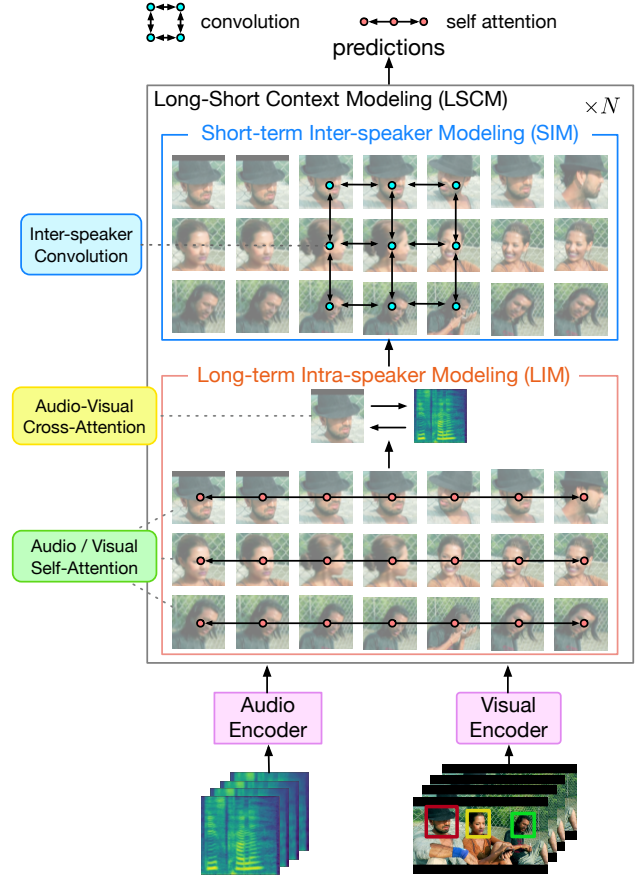 convolution
self attention
predictions
Long-Short Context Modeling (LSCM)
×N
Short-term Inter-speaker Modeling (SIM)
Inter-speaker
Convolution
Long-term Intra-speaker Modeling (LIM)
Audio-Visual
Cross-Attention
Audio / Visual
Self-Attention
Audio
Encoder
Visual
Encoder